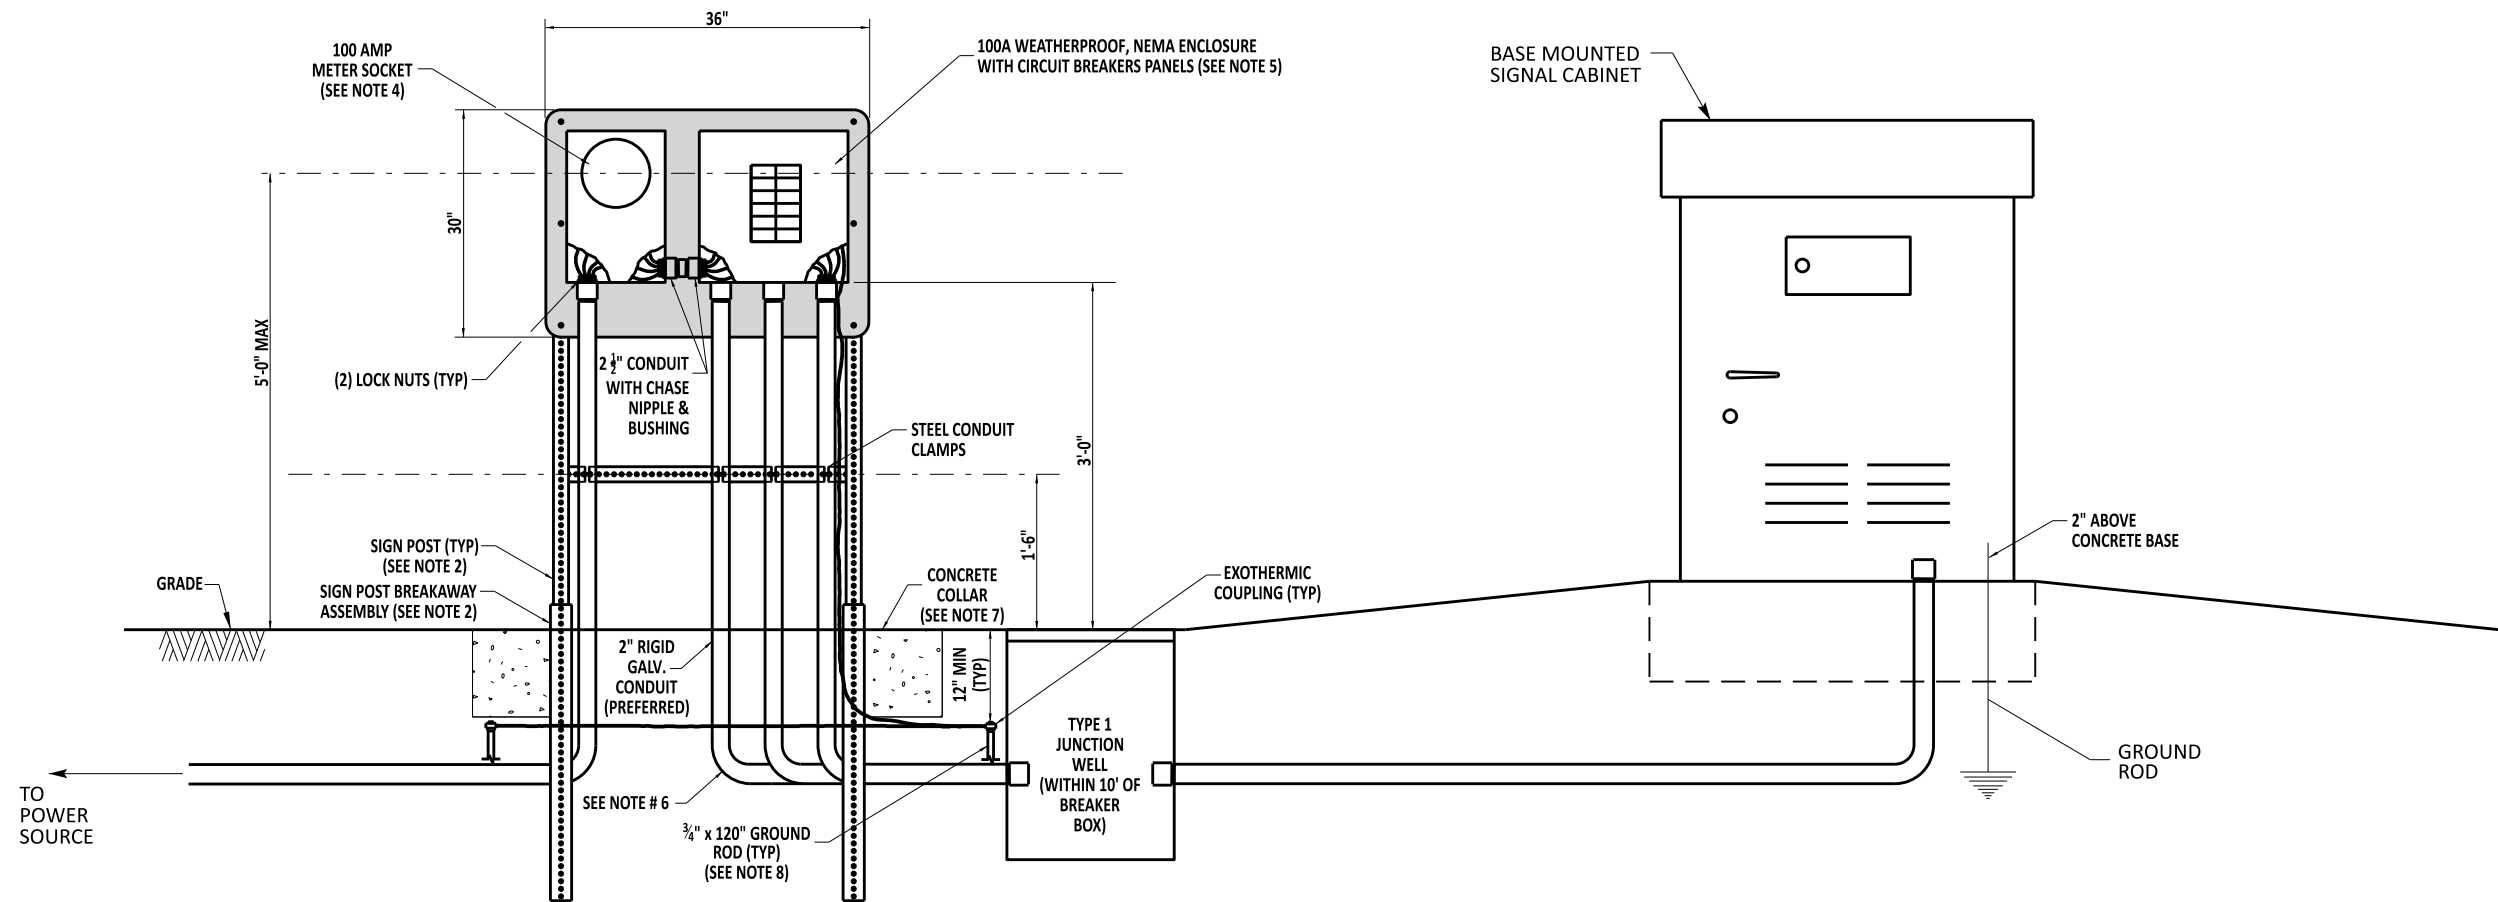 36"
100 AMP
METER SOCKET
(SEE NOTE 4)
100A WEATHERPROOF, NEMA ENCLOSURE
WITH CIRCUIT BREAKERS PANELS (SEE NOTE 5)
BASE MOUNTED
SIGNAL CABINET
30"
5'-0" MAX
(2) LOCK NUTS (TYP)
2 ½" CONDUIT
WITH CHASE
NIPPLE &
BUSHING
STEEL CONDUIT
CLAMPS
3'-0"
1'-6"
SIGN POST (TYP)
(SEE NOTE 2)
SIGN POST BREAKAWAY
ASSEMBLY (SEE NOTE 2)
GRADE
CONCRETE
COLLAR
(SEE NOTE 7)
EXOTHERMIC
COUPLING (TYP)
2" ABOVE
CONCRETE BASE
2" RIGID
GALV.
CONDUIT
(PREFERRED)
12" MIN
(TYP)
TYPE 1
JUNCTION
WELL
(WITHIN 10' OF
BREAKER
BOX)
GROUND
ROD
TO
POWER
SOURCE
SEE NOTE # 6
¾" x 120" GROUND
ROD (TYP)
(SEE NOTE 8)